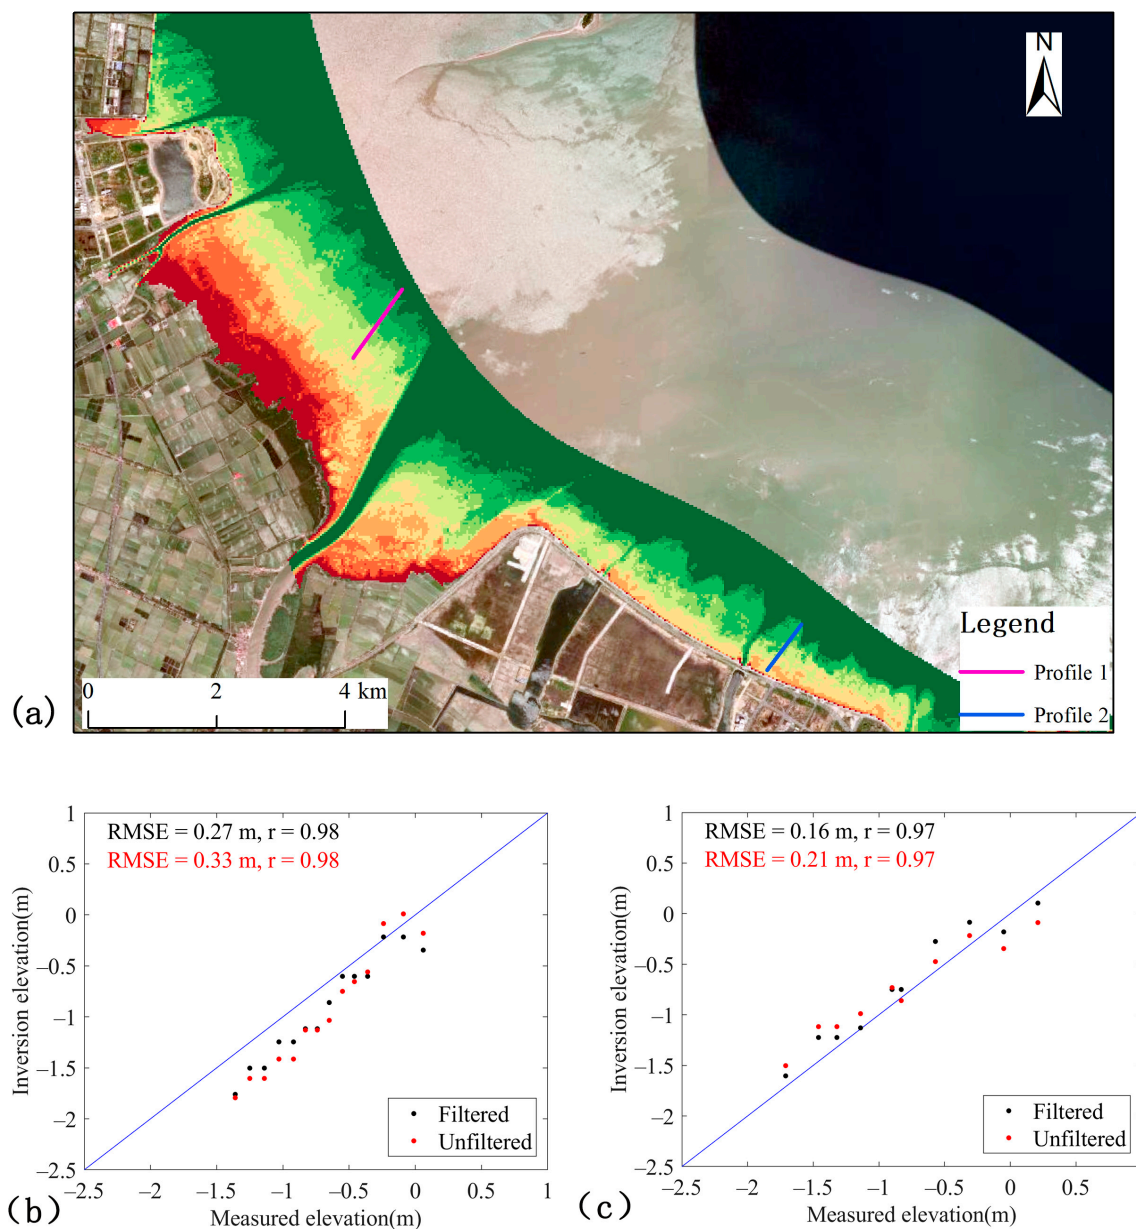 N
Legend
Profile 1
Profile 2
0 2 4 km
(a)
RMSE = 0.27 m, r = 0.98
RMSE = 0.33 m, r = 0.98
1
0.5
0
−0.5
−1
−1.5
−2
−2.5
Inversion elevation(m)
Filtered
Unfiltered
−2.5 −2 −1.5 −1 −0.5 0 0.5 1
Measured elevation(m)
(b)
RMSE = 0.16 m, r = 0.97
RMSE = 0.21 m, r = 0.97
1
0.5
0
−0.5
−1
−1.5
−2
−2.5
Inversion elevation(m)
Filtered
Unfiltered
−2.5 −2 −1.5 −1 −0.5 0 0.5
Measured elevation(m)
(c)